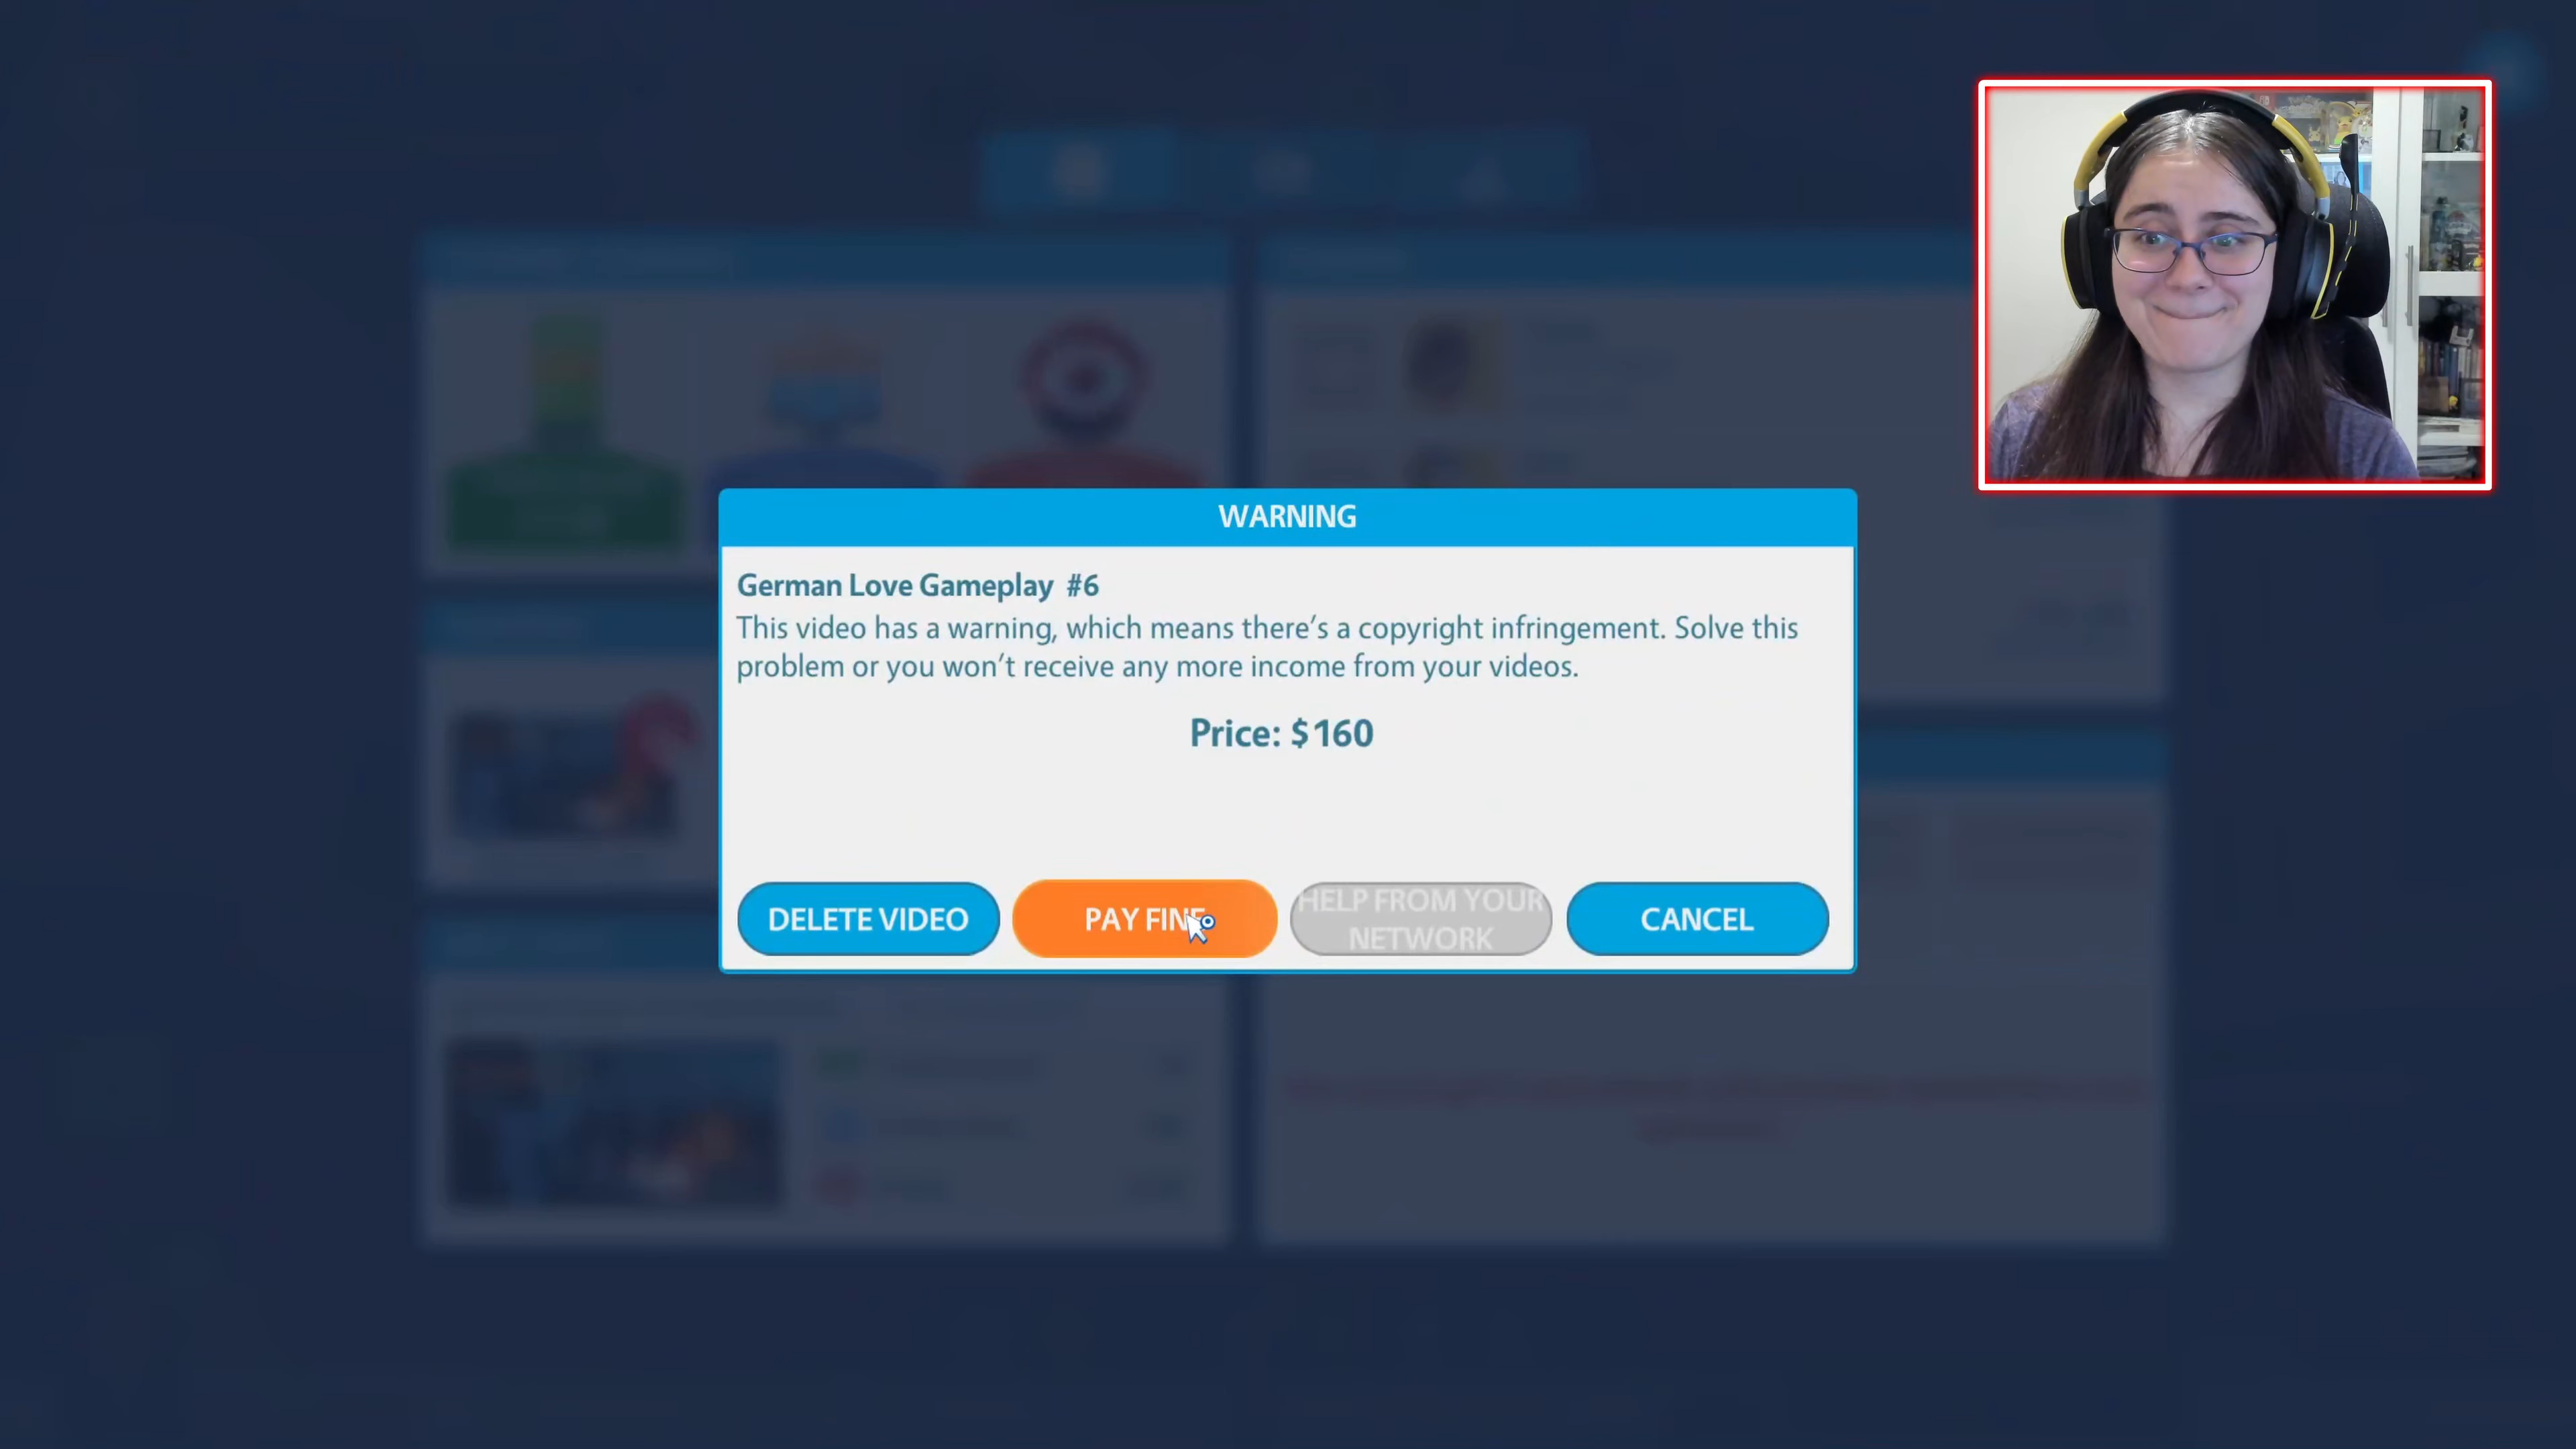 WARNING
German Love Gameplay #6
This video has a warning, which means there's a copyright infringement. Solve this
problem or you won't receive any more income from your videos.
Price: $160
DELETE VIDEO
PAY FINE
HELP FROM YOUR
NETWORK
CANCEL